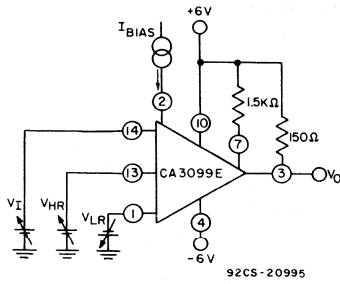 I BIAS
+6V
2
10
1.5KΩ
150Ω
14
7
13
CA3099E
3
VO
VI
VHR
VLR
1
4
-6V
92CS-20995